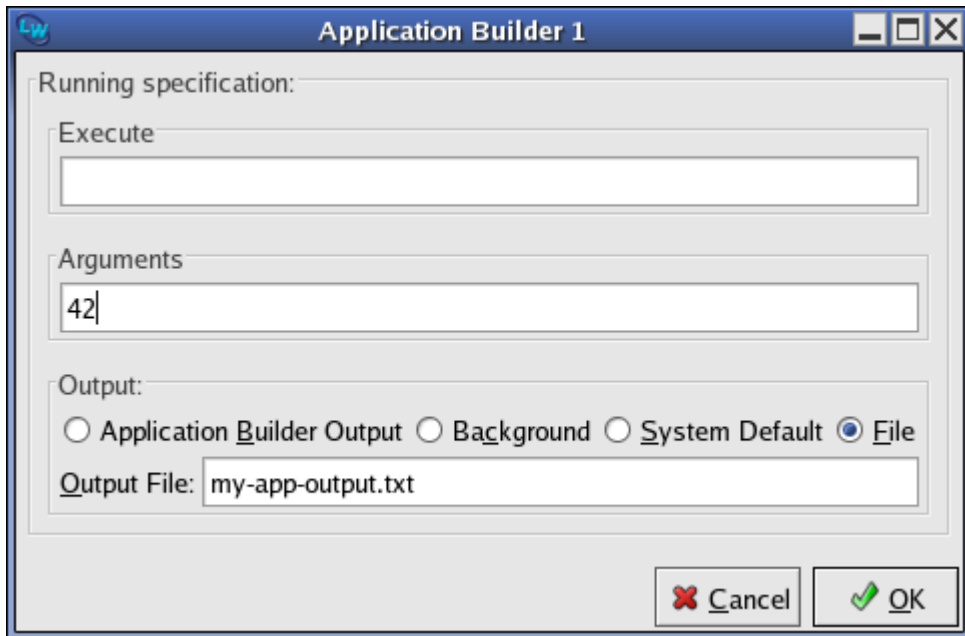 LW Application Builder 1
Running specification:
Execute
Arguments
42
Output:
Application Builder Output Background System Default File
Output File: my-app-output.txt
Cancel OK